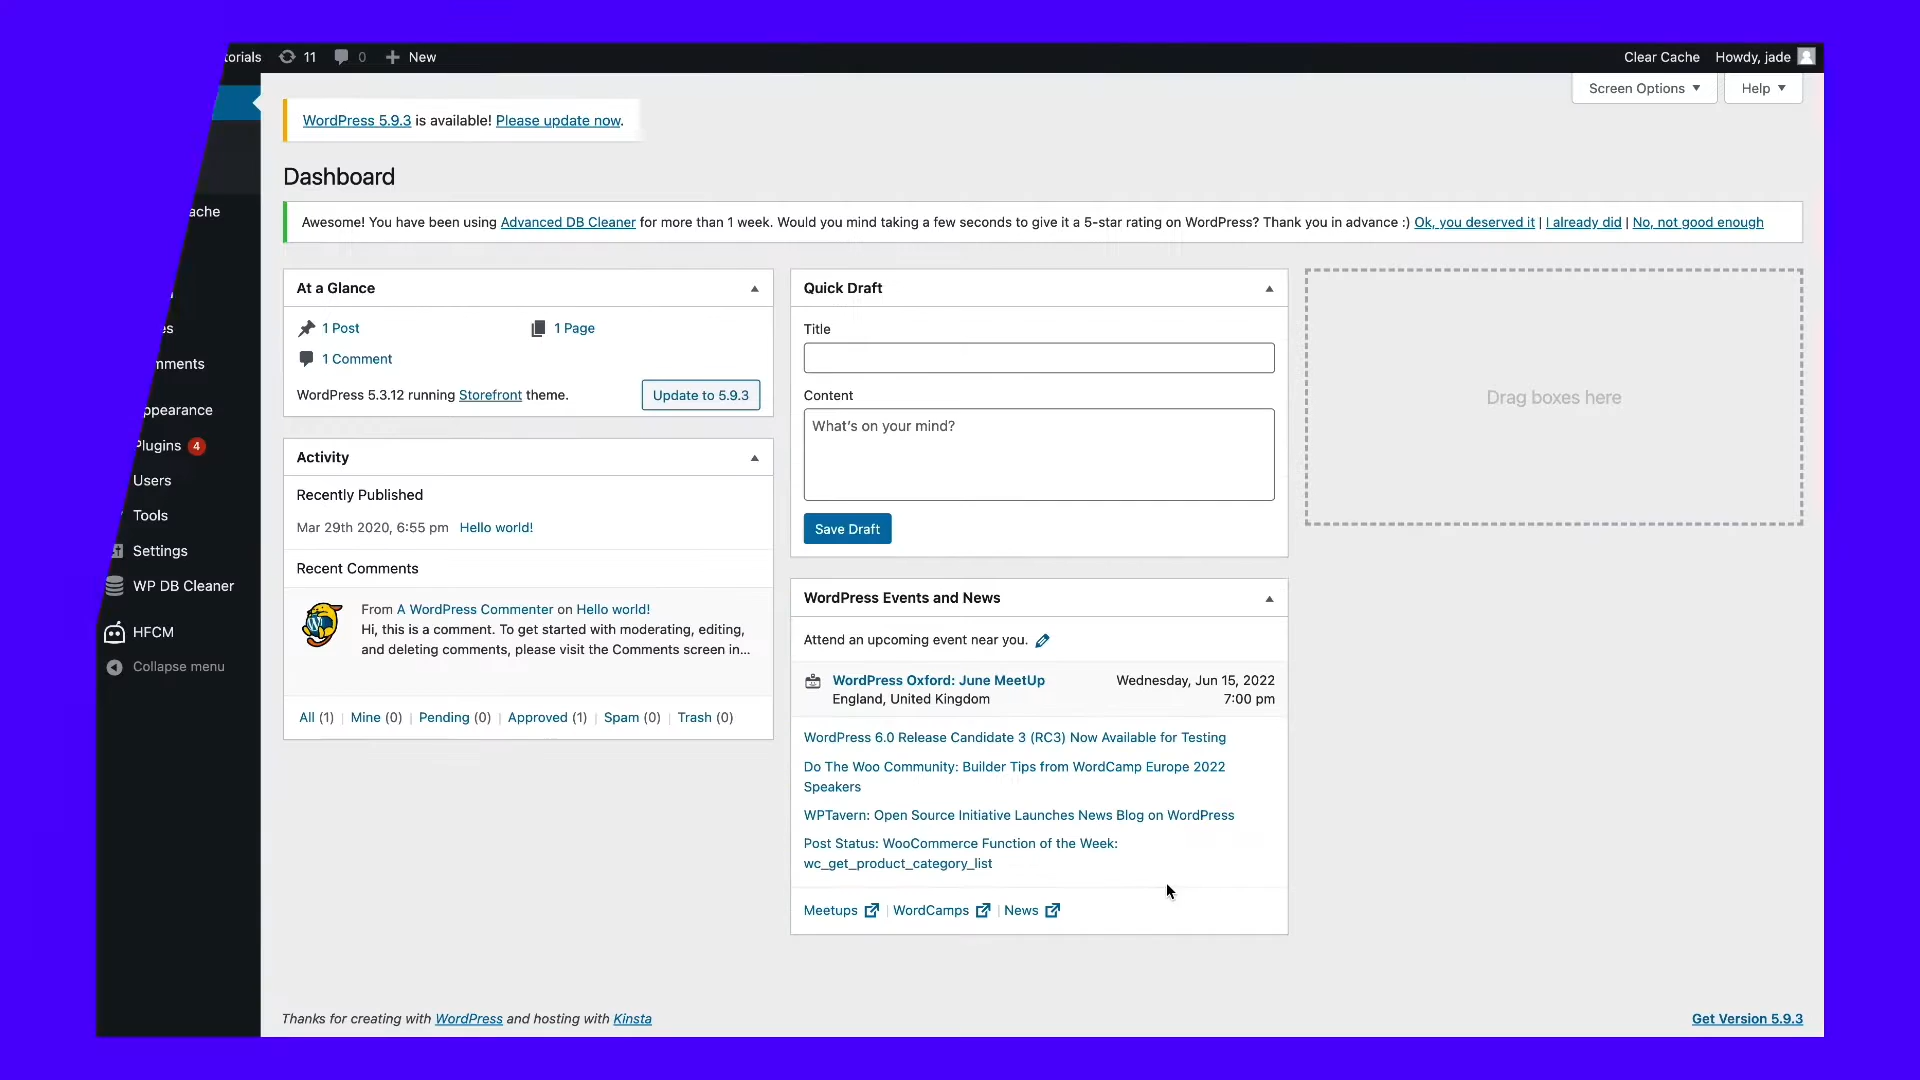 torials 11 0 New Clear Cache Howdy, jade
Screen Options Help
WordPress 5.9.3 is available! Please update now.
Dashboard
Awesome! You have been using Advanced DB Cleaner for more than 1 week. Would you mind taking a few seconds to give it a 5-star rating on WordPress? Thank you in advance :) Ok, you deserved it | I already did | No, not good enough
ache
es
mments
ppearance
Plugins 4
Users
Tools
Settings
WP DB Cleaner
HFCM
Collapse menu
At a Glance
1 Post 1 Page
1 Comment
WordPress 5.3.12 running Storefront theme. Update to 5.9.3
Activity
Recently Published
Mar 29th 2020, 6:55 pm Hello world!
Recent Comments
From A WordPress Commenter on Hello world!
Hi, this is a comment. To get started with moderating, editing,
and deleting comments, please visit the Comments screen in...
All (1) | Mine (0) | Pending (0) | Approved (1) | Spam (0) | Trash (0)
Quick Draft
Title
Content
What's on your mind?
Save Draft
WordPress Events and News
Attend an upcoming event near you.
WordPress Oxford: June MeetUp Wednesday, Jun 15, 2022
England, United Kingdom 7:00 pm
WordPress 6.0 Release Candidate 3 (RC3) Now Available for Testing
Do The Woo Community: Builder Tips from WordCamp Europe 2022
Speakers
WPTavern: Open Source Initiative Launches News Blog on WordPress
Post Status: WooCommerce Function of the Week:
wc_get_product_category_list
Meetups | WordCamps | News
Drag boxes here
Thanks for creating with WordPress and hosting with Kinsta
Get Version 5.9.3